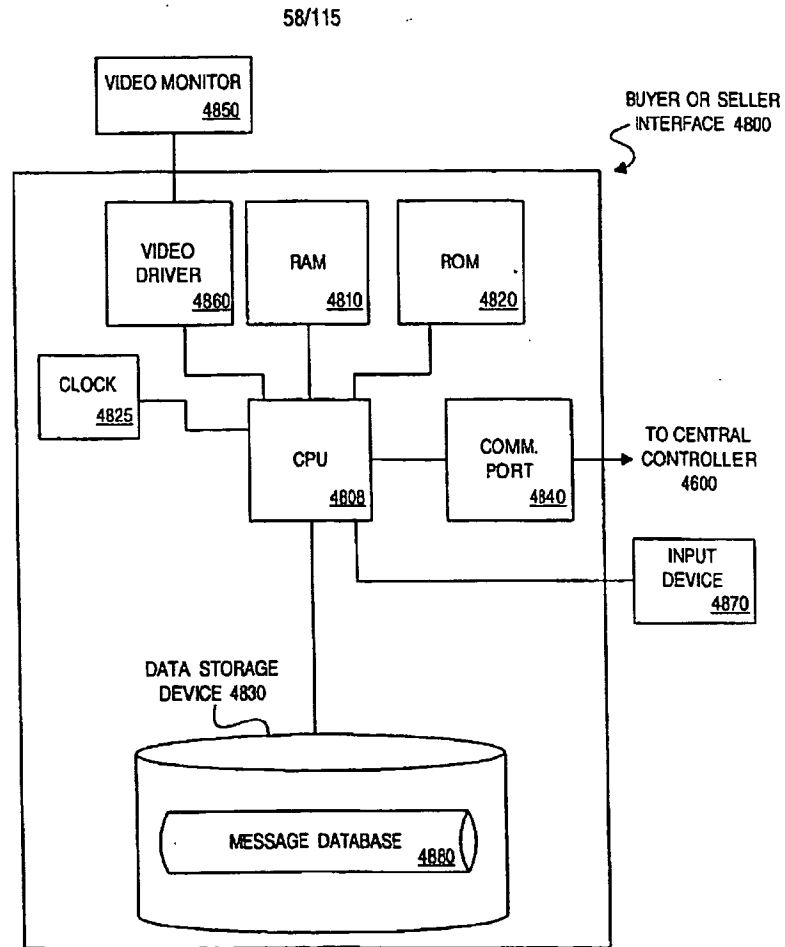 58/115
VIDEO MONITOR
4850
BUYER OR SELLER
INTERFACE 4800
VIDEO
DRIVER
4860
RAM
4810
ROM
4820
CLOCK
4825
CPU
4808
COMM.
PORT
4840
TO CENTRAL
CONTROLLER
4600
INPUT
DEVICE
4870
DATA STORAGE
DEVICE 4830
MESSAGE DATABASE
4880